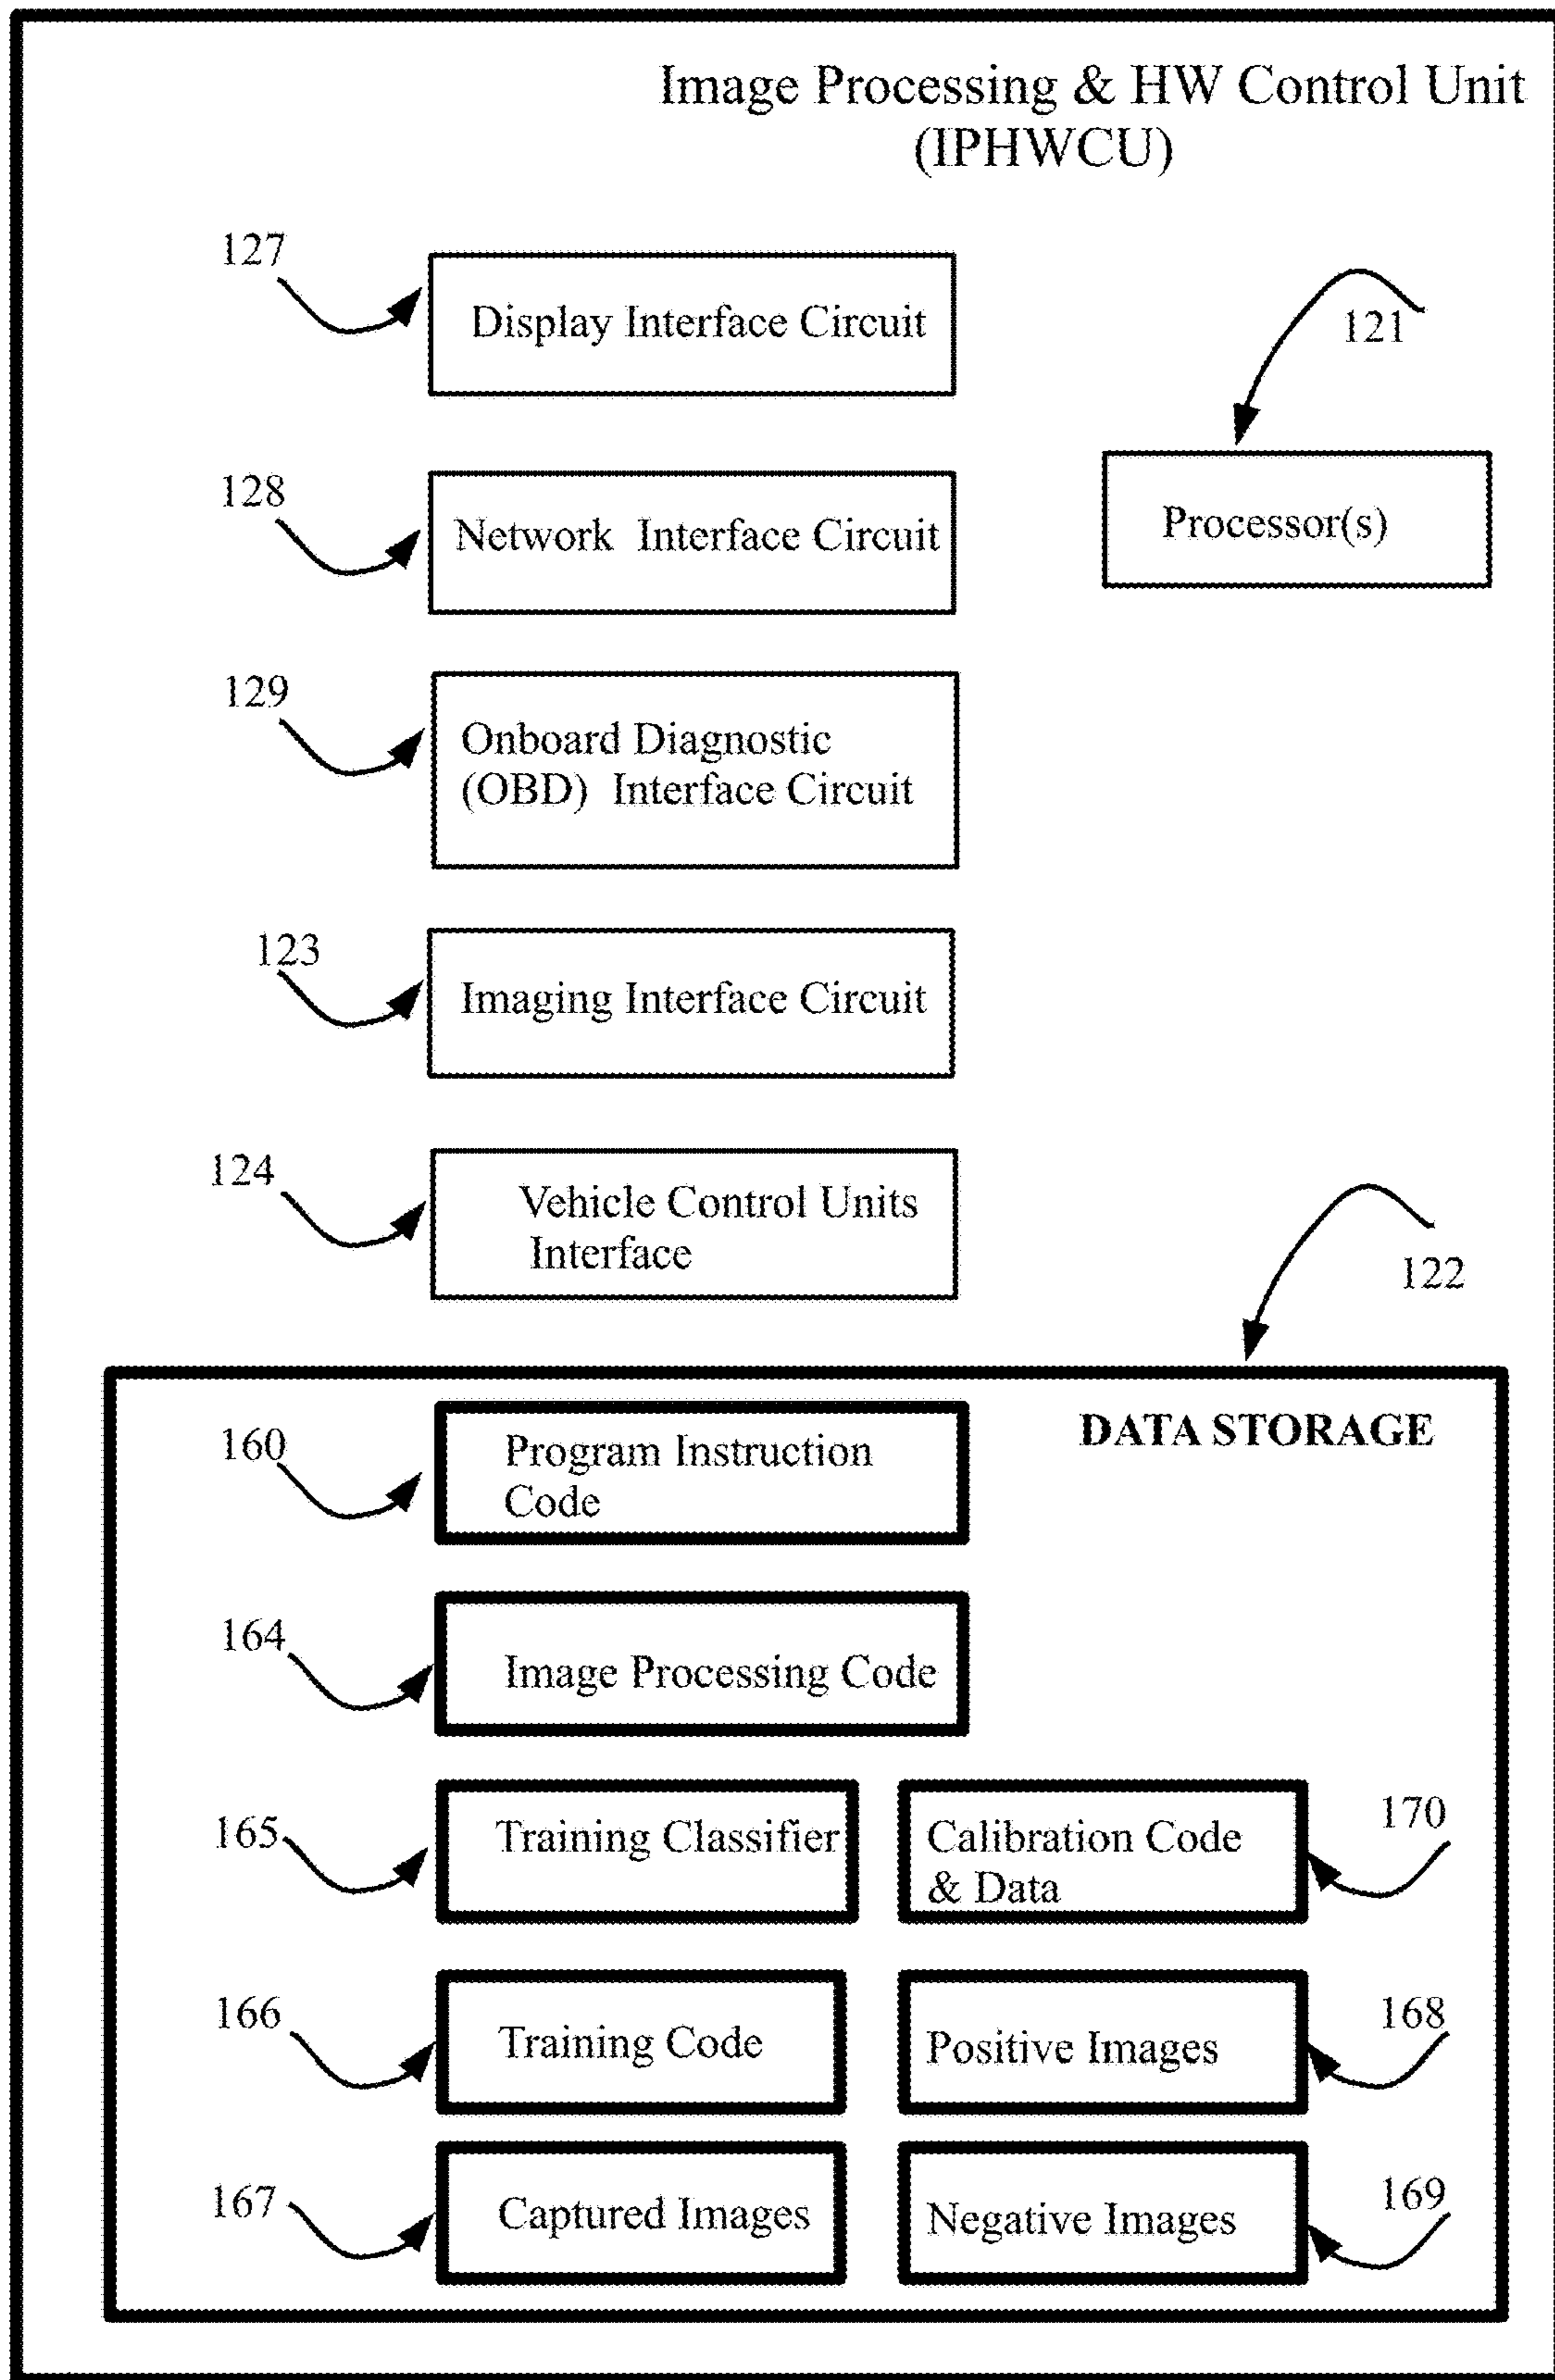 Image Processing & HW Control Unit
(IPHWCU)
127
Display Interface Circuit
121
128
Network Interface Circuit
Processor(s)
129
Onboard Diagnostic
(OBD) Interface Circuit
123
Imaging Interface Circuit
124
Vehicle Control Units
Interface
122
DATA STORAGE
160
Program Instruction
Code
164
Image Processing Code
165
Training Classifier
Calibration Code
& Data
170
166
Training Code
Positive Images
168
167
Captured Images
Negative Images
169